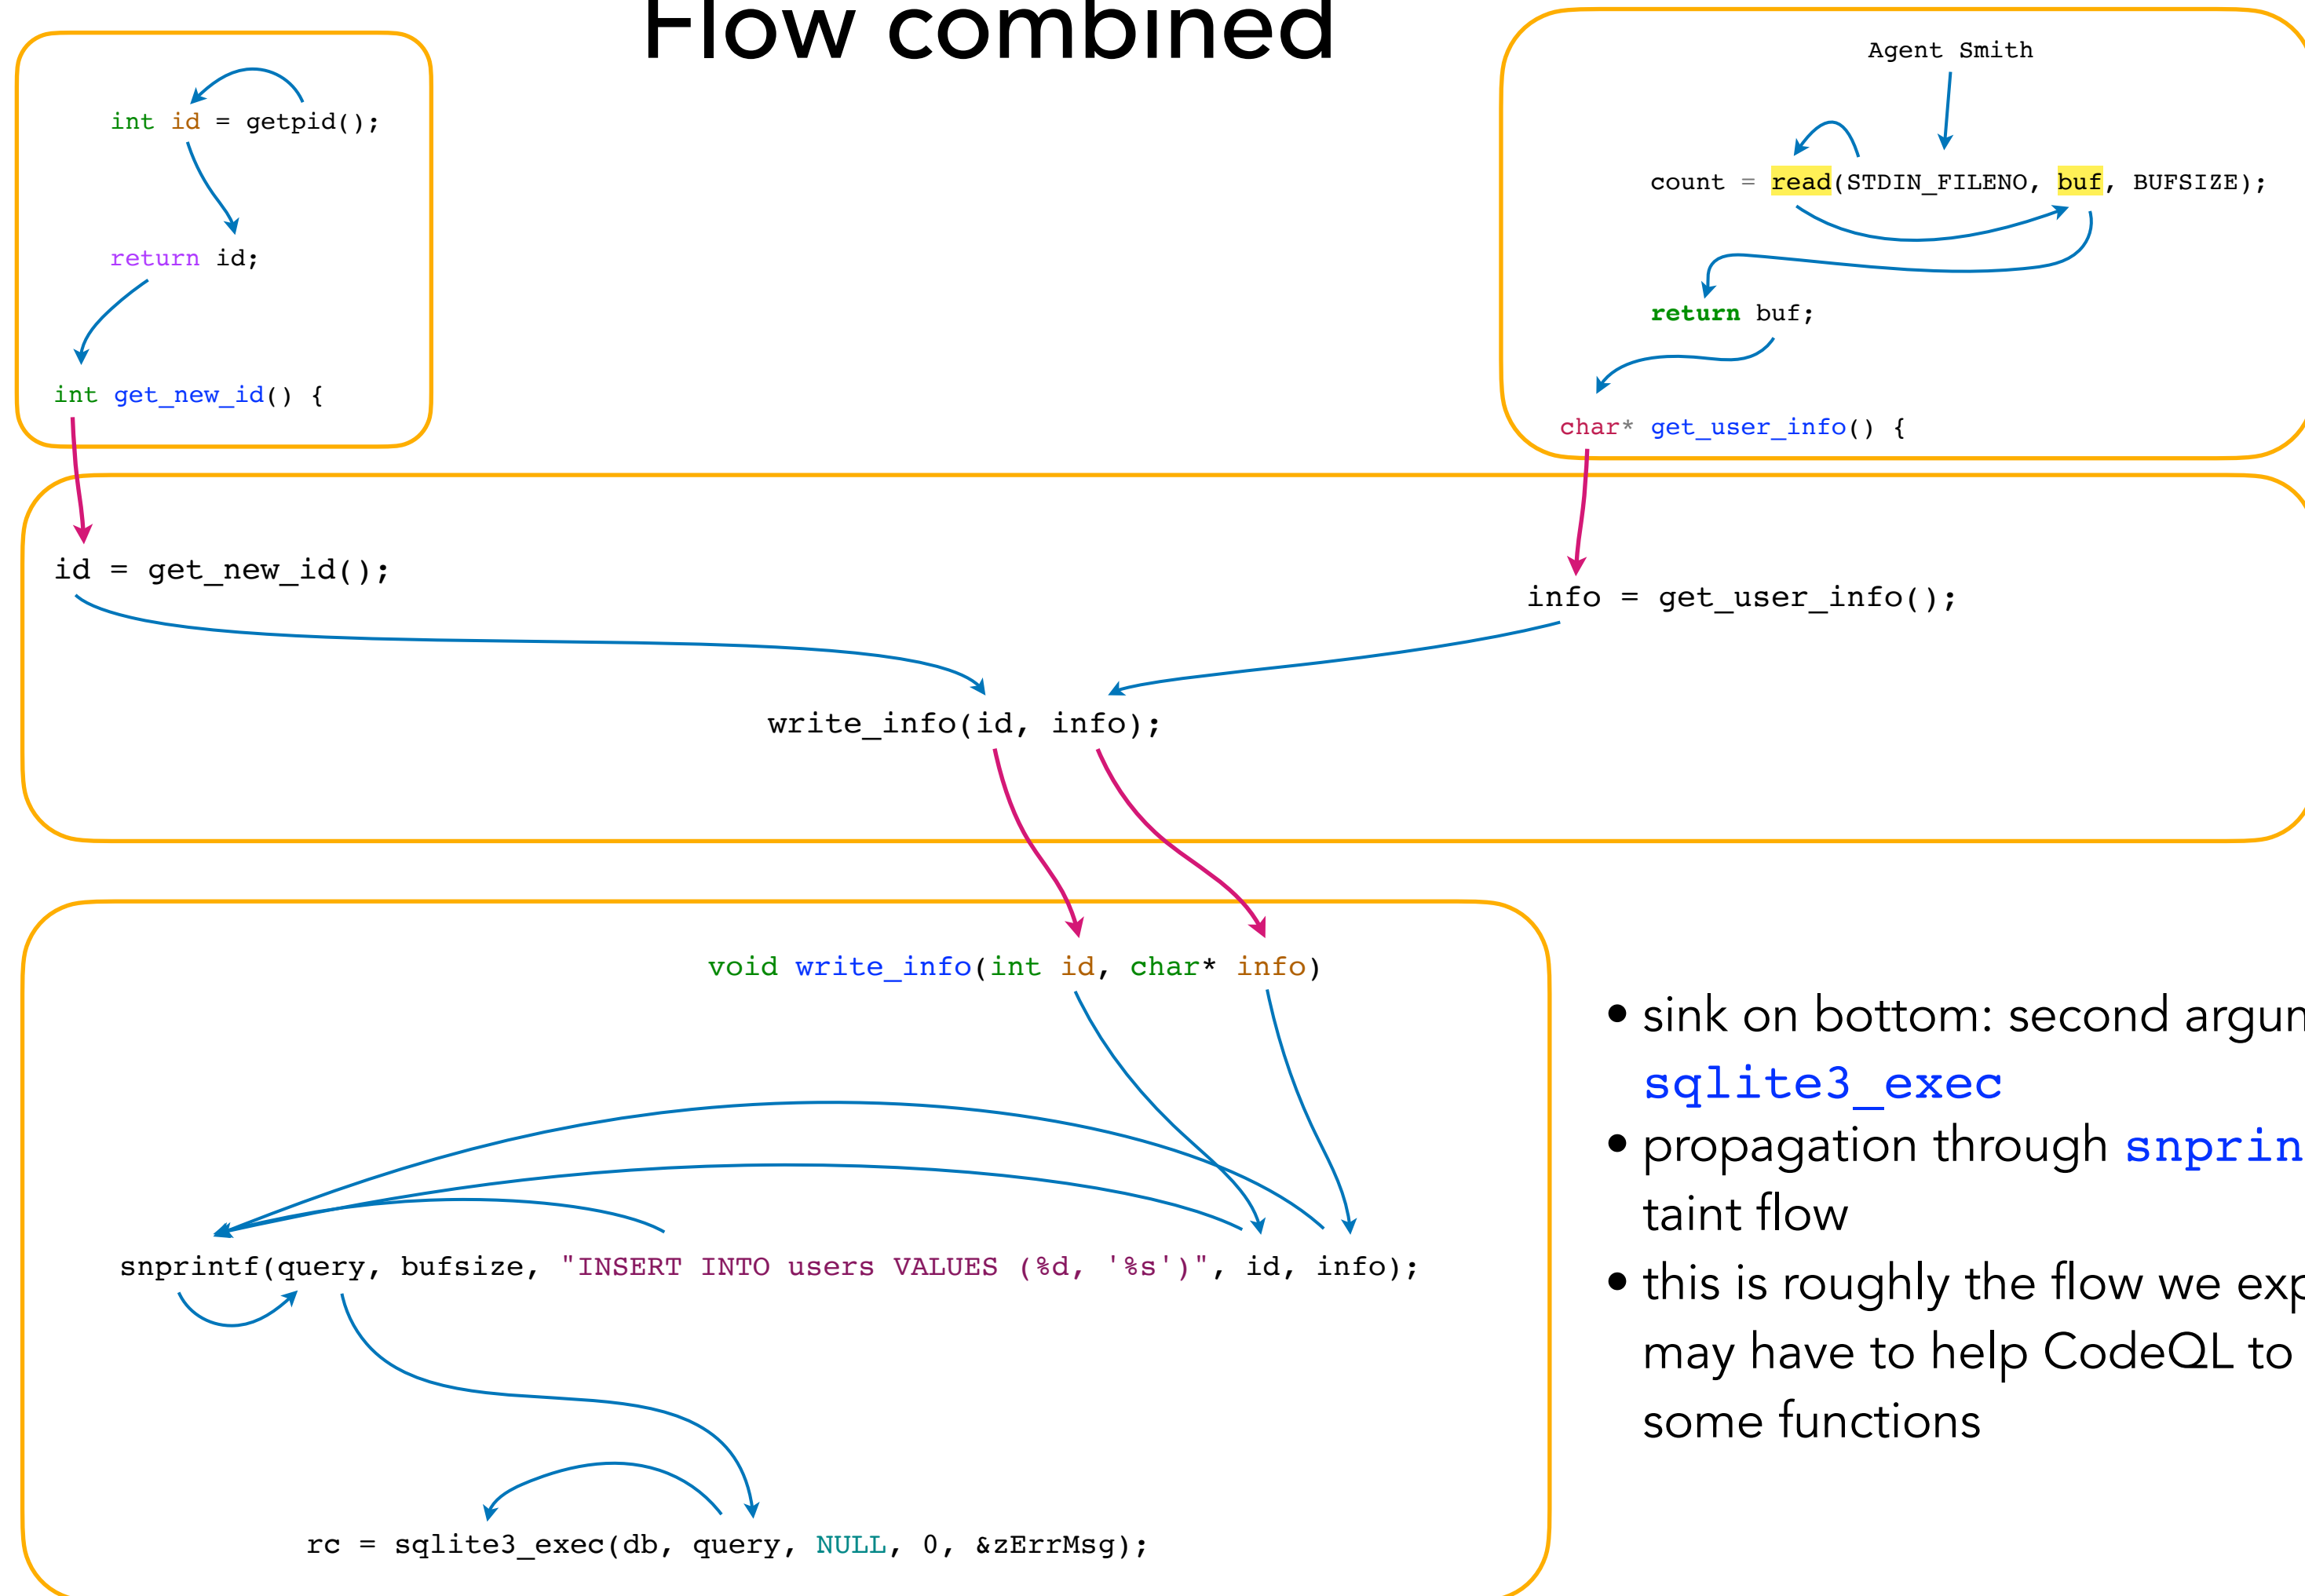 Flow combined
int id = getpid();
return id;
int get_new_id() {
Agent Smith
count = read(STDIN_FILENO, buf, BUFSIZE);
return buf;
char* get_user_info() {
id = get_new_id();
info = get_user_info();
write_info(id, info);
void write_info(int id, char* info)
snprintf(query, bufsize, "INSERT INTO users VALUES (%d, '%s')", id, info);
rc = sqlite3_exec(db, query, NULL, 0, &zErrMsg);
• sink on bottom: second
sqlite3_exec
• propagation through
taint flow
• this is roughly the flow we
may have to help CodeQL to
some functions